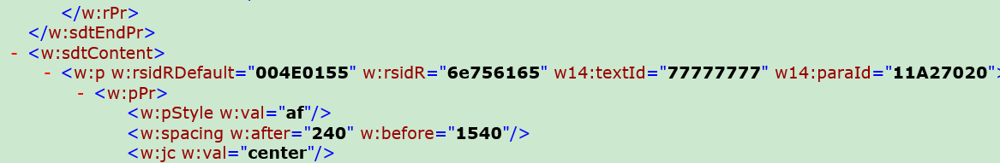 </w:rPr>
</w:sdtEndPr>
- <w:sdtContent>
- <w:p w:rsidRDefault="004E0155" w:rsidR="6e756165" w14:textId="77777777" w14:paraId="11A27020">
- <w:pPr>
<w:pStyle w:val="af"/>
<w:spacing w:after="240" w:before="1540"/>
<w:jc w:val="center"/>